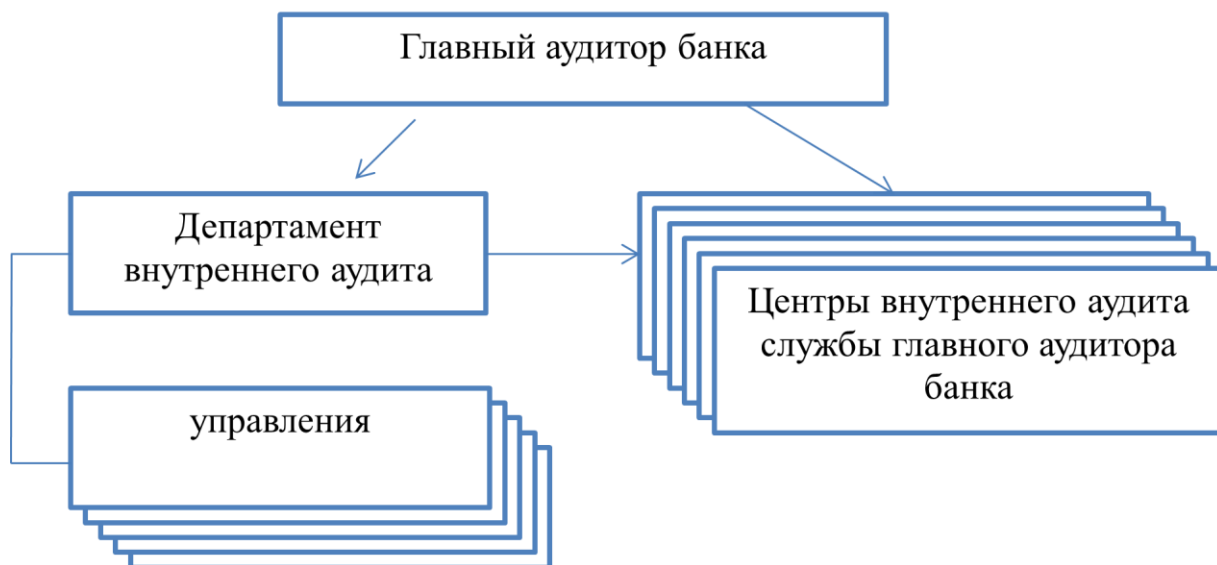 Главный аудитор банка
Департамент
внутреннего аудита
Центры внутреннего аудита
службы главного аудитора
банка
управления